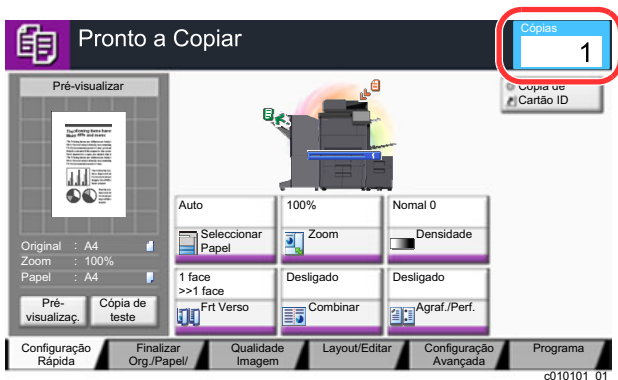 Pronto a Copiar
Cópias
1
Pré-visualizar
Cópia de
Cartão ID
Original : A4
Zoom : 100%
Papel : A4
Pré-
visualizaç.
Cópia de
teste
Auto
Seleccionar
Papel
100%
Zoom
Nomal 0
Densidade
1 face
>>1 face
Frt Verso
Desligado
Combinar
Desligado
Agraf./Perf.
Configuração
Rápida
Finalizar
Org./Papel/
Qualidade
Imagem
Layout/Editar
Configuração
Avançada
Programa
c010101_01